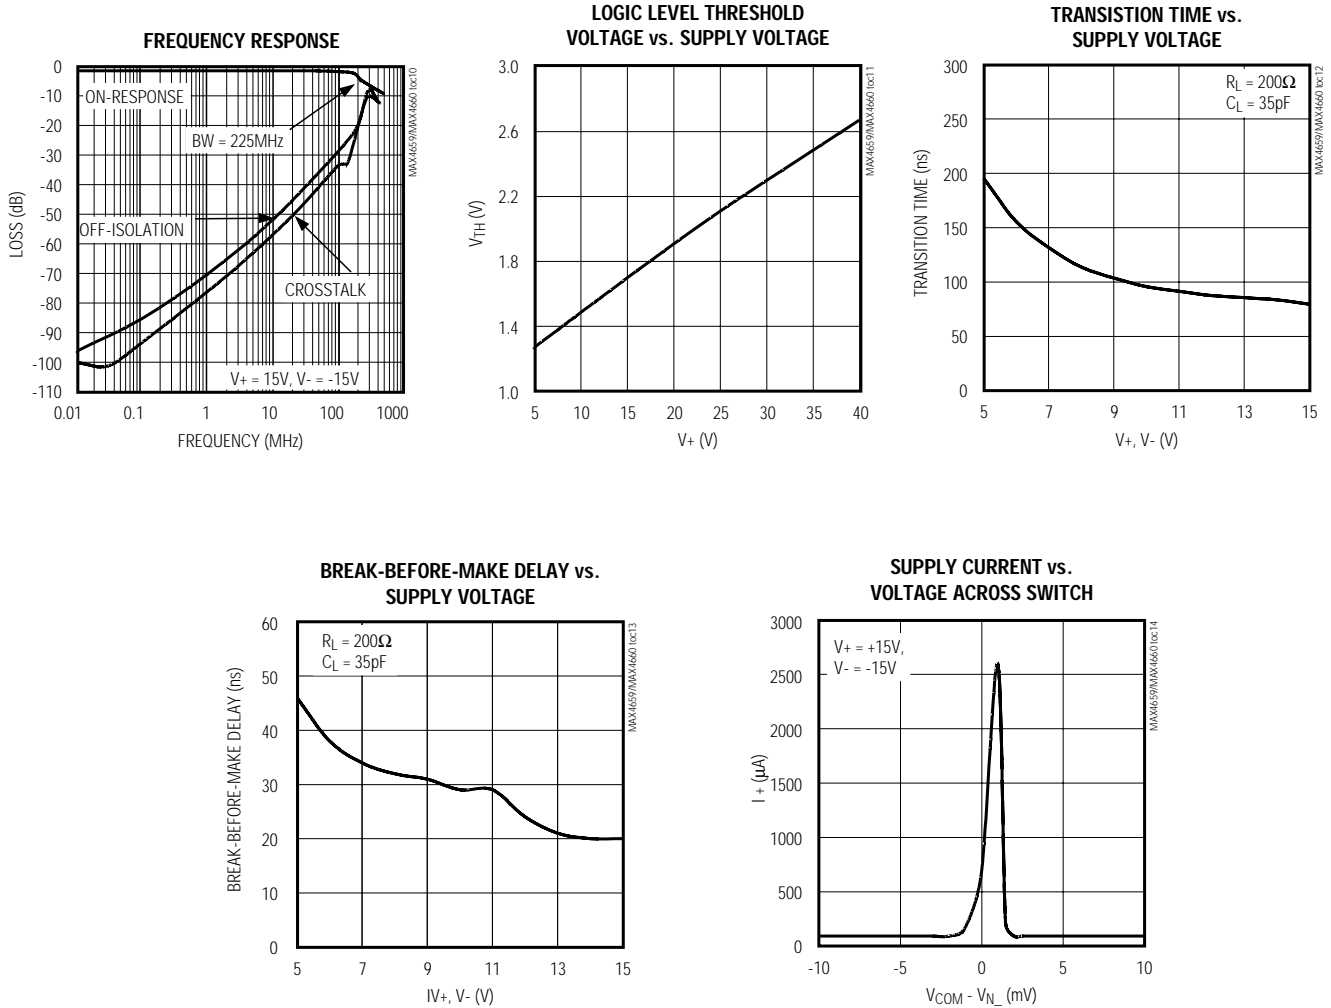 FREQUENCY RESPONSE
0
-10
-20
-30
-40
-50
-60
-70
-80
-90
-100
-110
LOSS (dB)
ON-RESPONSE
BW = 225MHz
OFF-ISOLATION
CROSSTALK
V+ = 15V, V- = -15V
0.01 0.1 1 10 100 1000
FREQUENCY (MHz)
MAX4659/MAX4660 toc10
LOGIC LEVEL THRESHOLD
VOLTAGE vs. SUPPLY VOLTAGE
3.0
2.6
2.2
1.8
1.4
1.0
VTH (V)
5 10 15 20 25 30 35 40
V+ (V)
MAX4659/MAX4660 toc11
TRANSISTION TIME vs.
SUPPLY VOLTAGE
300
250
200
150
100
50
0
TRANSITION TIME (ns)
RL = 200Ω
CL = 35pF
5 7 9 11 13 15
V+, V- (V)
MAX4659/MAX4660 toc12
BREAK-BEFORE-MAKE DELAY vs.
SUPPLY VOLTAGE
60
50
40
30
20
10
0
BREAK-BEFORE-MAKE DELAY (ns)
RL = 200Ω
CL = 35pF
5 7 9 11 13 15
IV+, V- (V)
MAX4659/MAX4660 toc13
SUPPLY CURRENT vs.
VOLTAGE ACROSS SWITCH
3000
2500
2000
1500
1000
500
0
I + (µA)
V+ = +15V,
V- = -15V
-10 -5 0 5 10
VCOM - VN_ (mV)
MAX4659/MAX4660 toc14